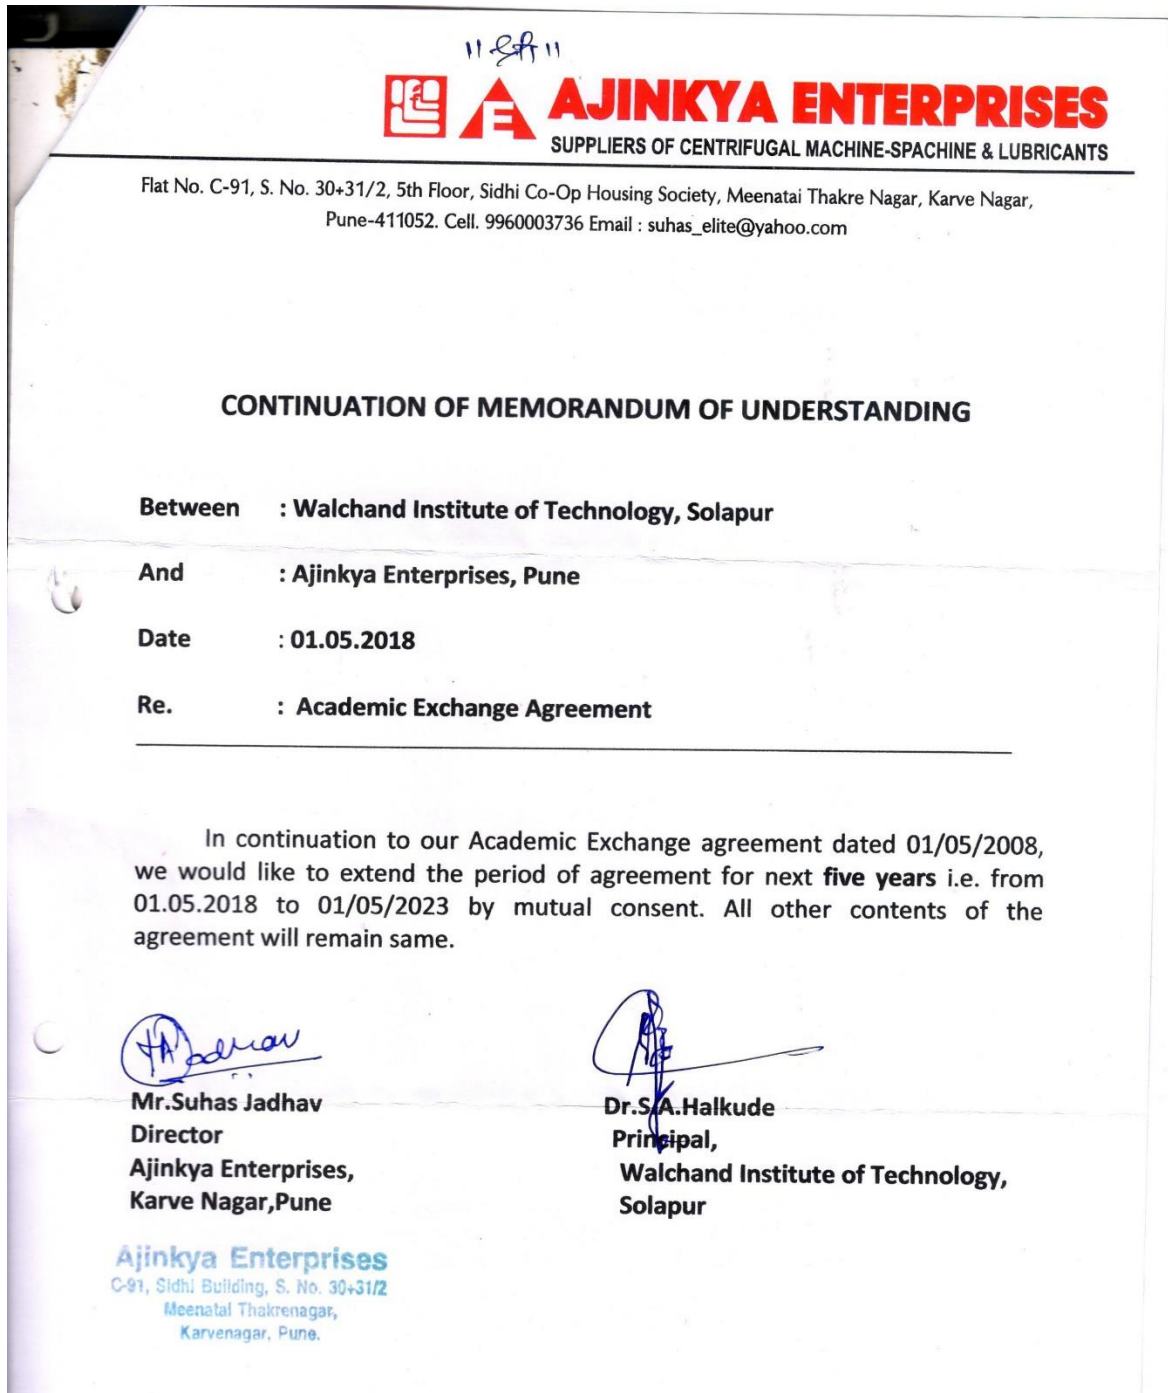 ॥ श्री ॥
AJINKYA ENTERPRISES
SUPPLIERS OF CENTRIFUGAL MACHINE-SPACHINE & LUBRICANTS
Flat No. C-91, S. No. 30+31/2, 5th Floor, Sidhi Co-Op Housing Society, Meenatai Thakre Nagar, Karve Nagar,
Pune-411052. Cell. 9960003736 Email : suhas_elite@yahoo.com
CONTINUATION OF MEMORANDUM OF UNDERSTANDING
Between : Walchand Institute of Technology, Solapur
And : Ajinkya Enterprises, Pune
Date : 01.05.2018
Re. : Academic Exchange Agreement
In continuation to our Academic Exchange agreement dated 01/05/2008,
we would like to extend the period of agreement for next five years i.e. from
01.05.2018 to 01/05/2023 by mutual consent. All other contents of the
agreement will remain same.
Mr.Suhas Jadhav
Director
Ajinkya Enterprises,
Karve Nagar,Pune
Dr.S.A.Halkude
Principal,
Walchand Institute of Technology,
Solapur
Ajinkya Enterprises
C-91, Sidhi Building, S. No. 30+31/2
Meenatai Thakrenagar,
Karvenagar, Pune.